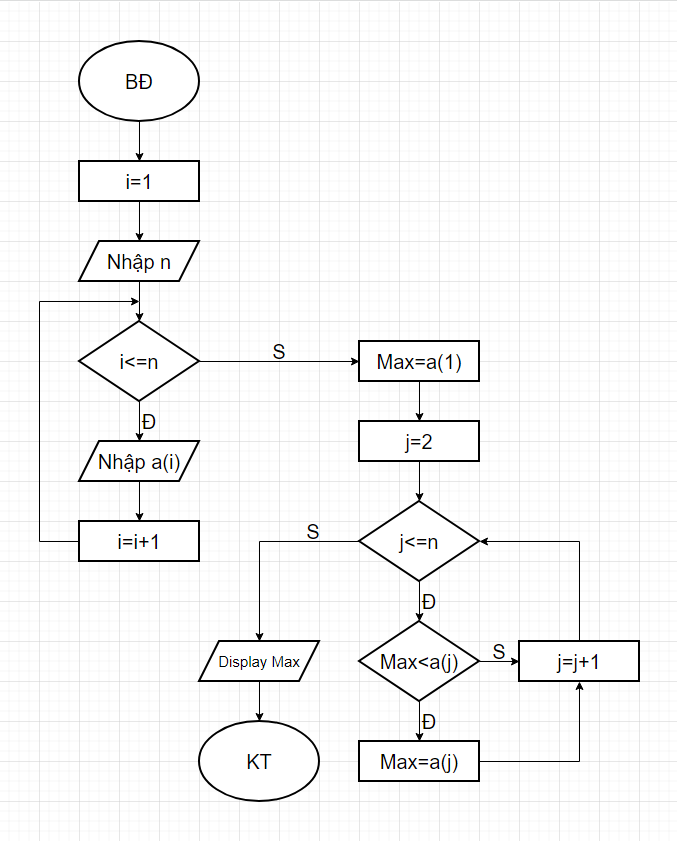 BĐ
i=1
Nhập n
i<=n
S
Đ
Nhập a(i)
i=i+1
Max=a(1)
j=2
j<=n
S
Đ
Max<a(j)
S
j=j+1
Đ
Max=a(j)
Display Max
KT